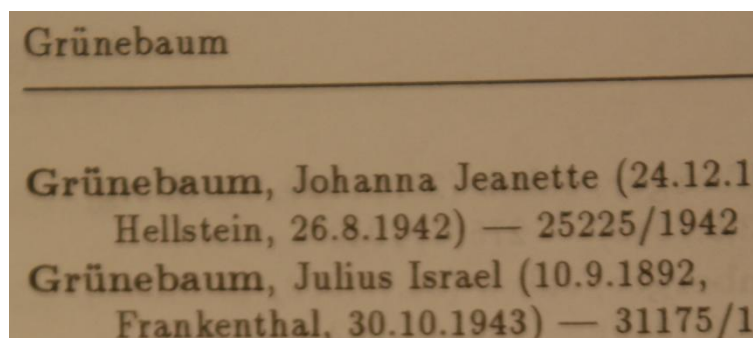 Grünebaum
Grünebaum, Johanna Jeanette (24.12.1
Hellstein, 26.8.1942) — 25225/1942
Grünebaum, Julius Israel (10.9.1892,
Frankenthal, 30.10.1943) — 31175/1